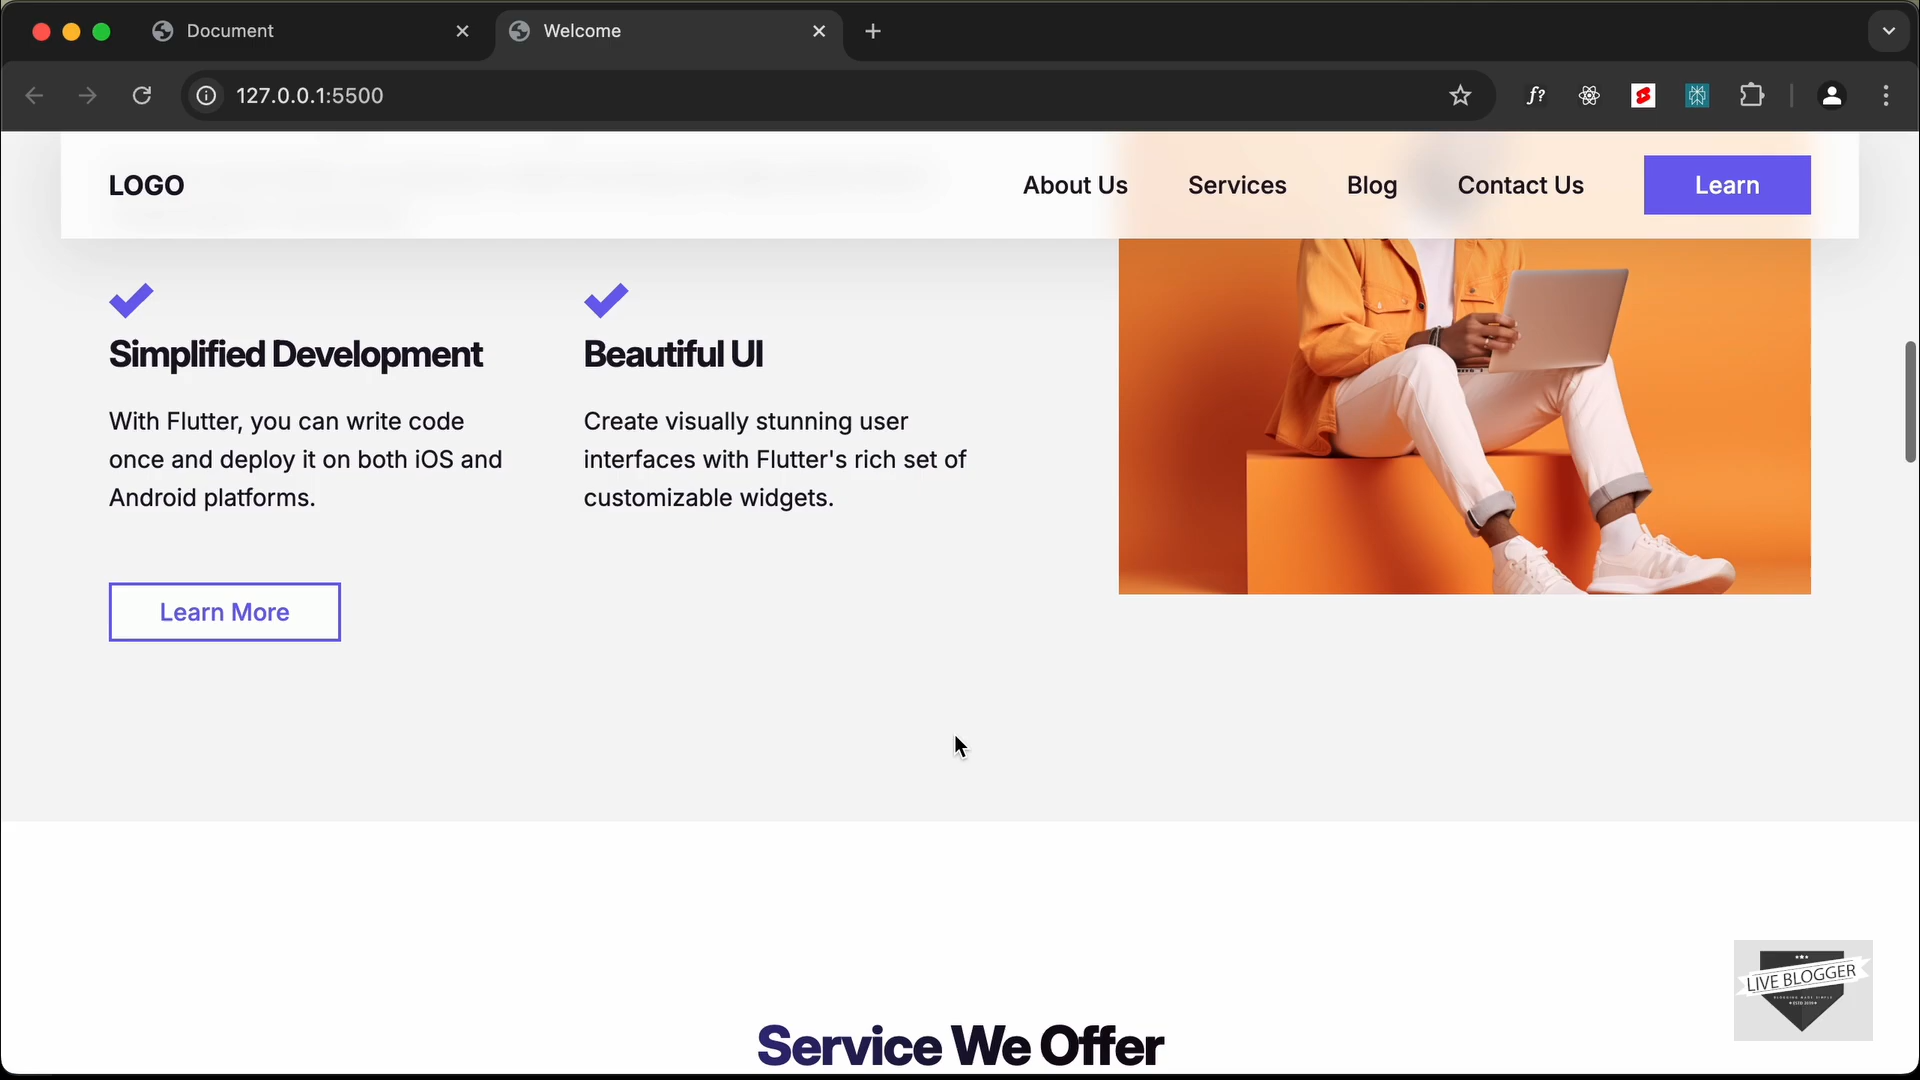 Document
Welcome
127.0.0.1:5500
f?
LOGO
About Us
Services
Blog
Contact Us
Learn
Simplified Development
With Flutter, you can write code
once and deploy it on both iOS and
Android platforms.
Learn More
Beautiful UI
Create visually stunning user
interfaces with Flutter's rich set of
customizable widgets.
Service We Offer
LIVE BLOGGER